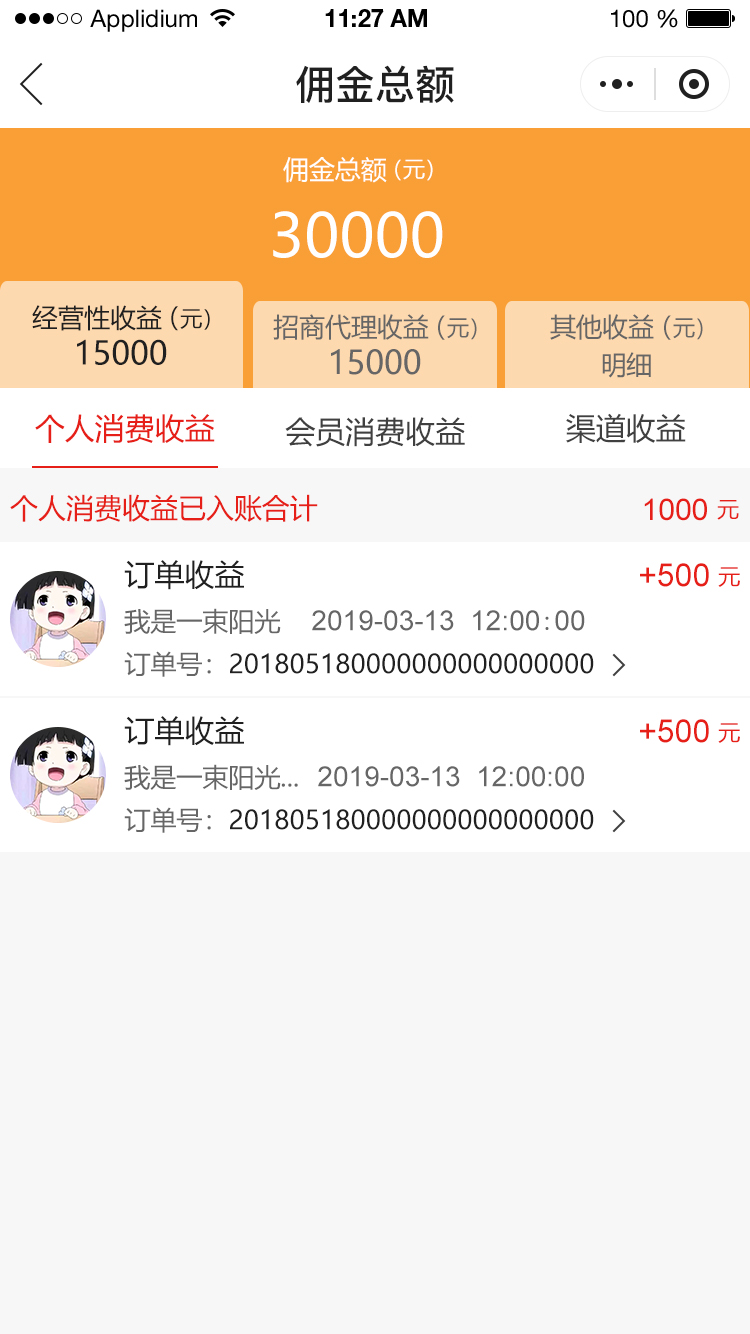 Applidium 11:27 AM 100 %
佣金总额
佣金总额 (元)
30000
经营性收益 (元) 招商代理收益 (元) 其他收益 (元)
15000 15000 明细
个人消费收益 会员消费收益 渠道收益
个人消费收益已入账合计 1000 元
订单收益 +500 元
我是一束阳光 2019-03-13 12:00:00
订单号: 201805180000000000000000
订单收益 +500 元
我是一束阳光... 2019-03-13 12:00:00
订单号: 201805180000000000000000